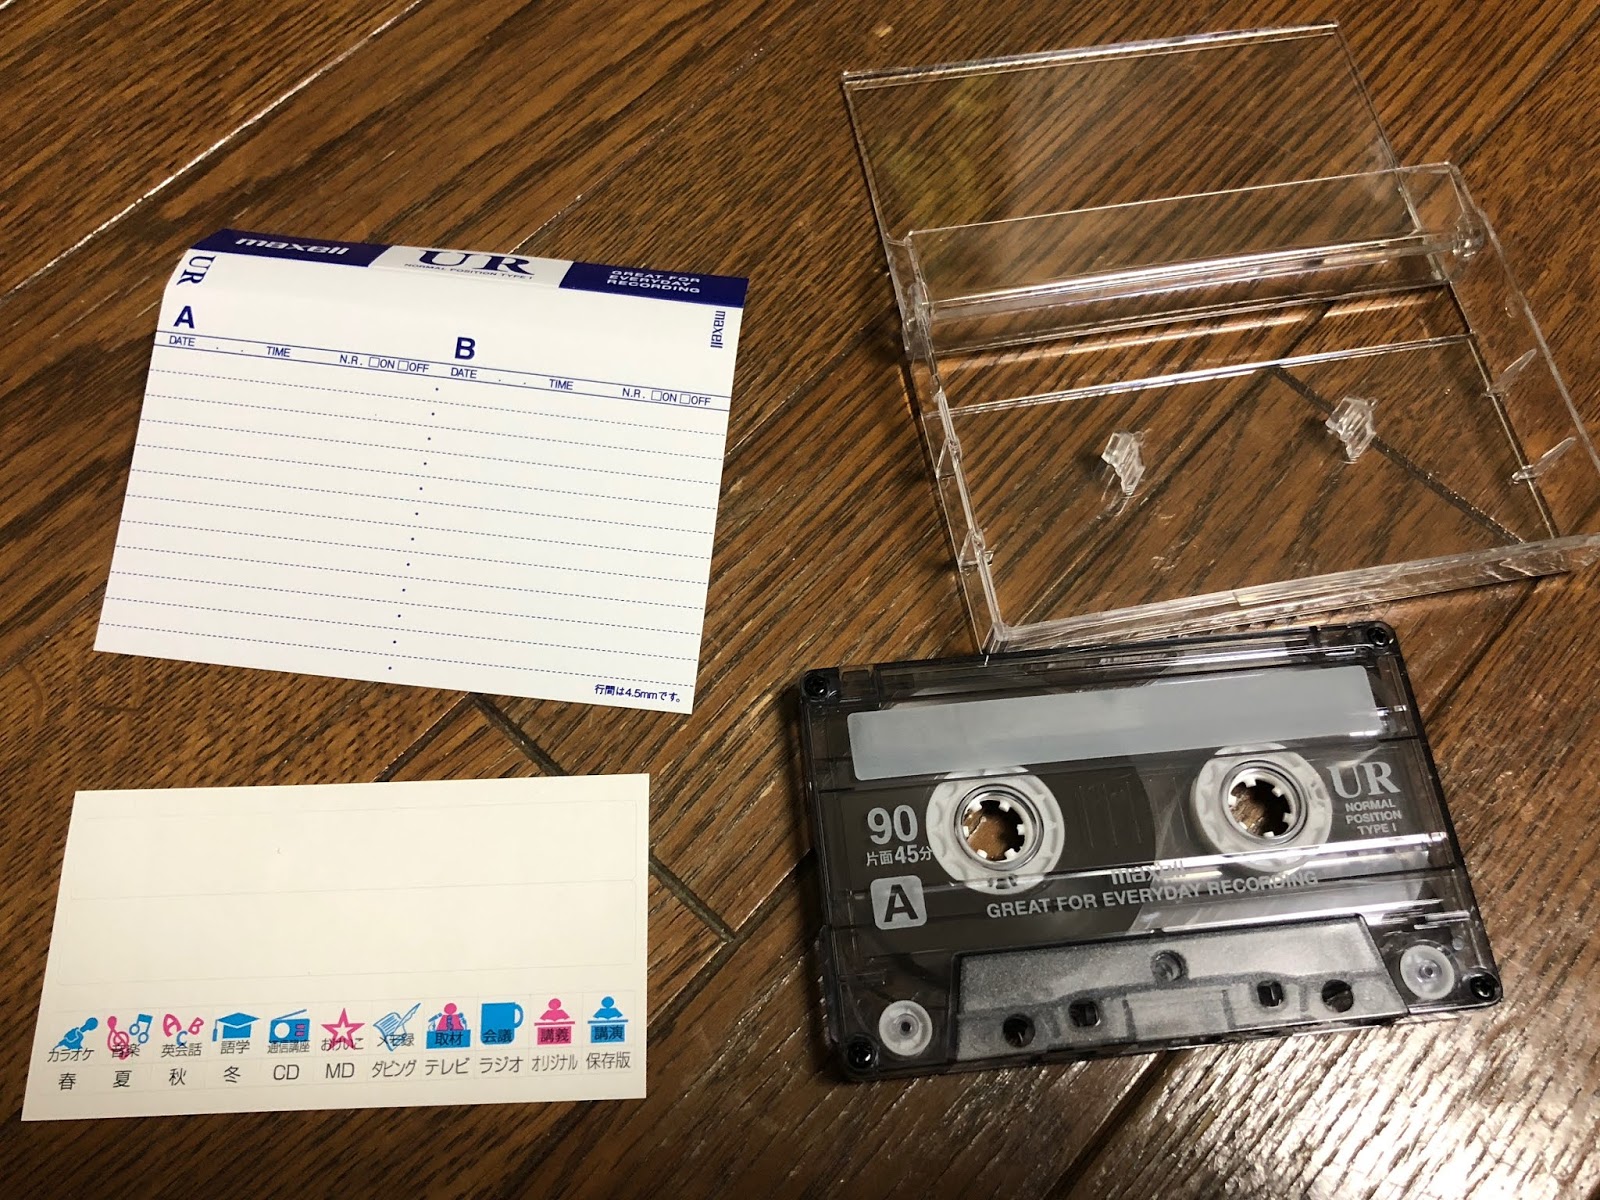 maxell
UR
NORMAL POSITION TYPE I
GREAT FOR
EVERYDAY
RECORDING
UR
maxell
A
B
DATE . . TIME N.R. □ON □OFF
DATE . . TIME N.R. □ON □OFF
行間は4.5mmです。
UR
NORMAL
POSITION
TYPE I
90
片面45分
maxell
GREAT FOR EVERYDAY RECORDING
A
カラオケ 音楽 英会話 語学 通信講座 おけいこ メモ録 取材 会議 講義 講演
春 夏 秋 冬 CD MD ダビング テレビ ラジオ オリジナル 保存版